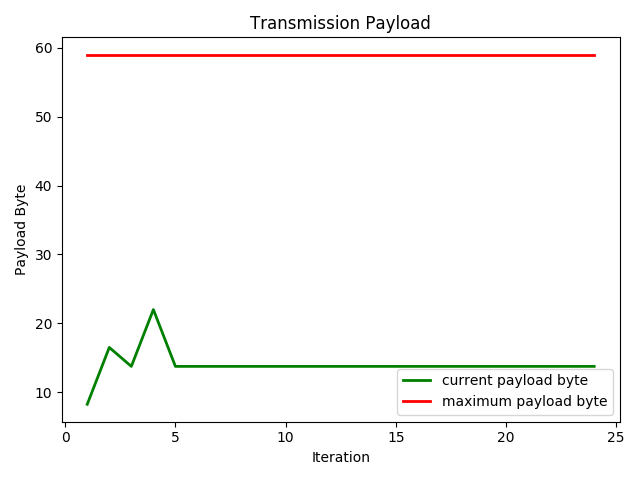 Transmission Payload
60
50
40
30
20
10
Payload Byte
current payload byte
maximum payload byte
0 5 10 15 20 25
Iteration